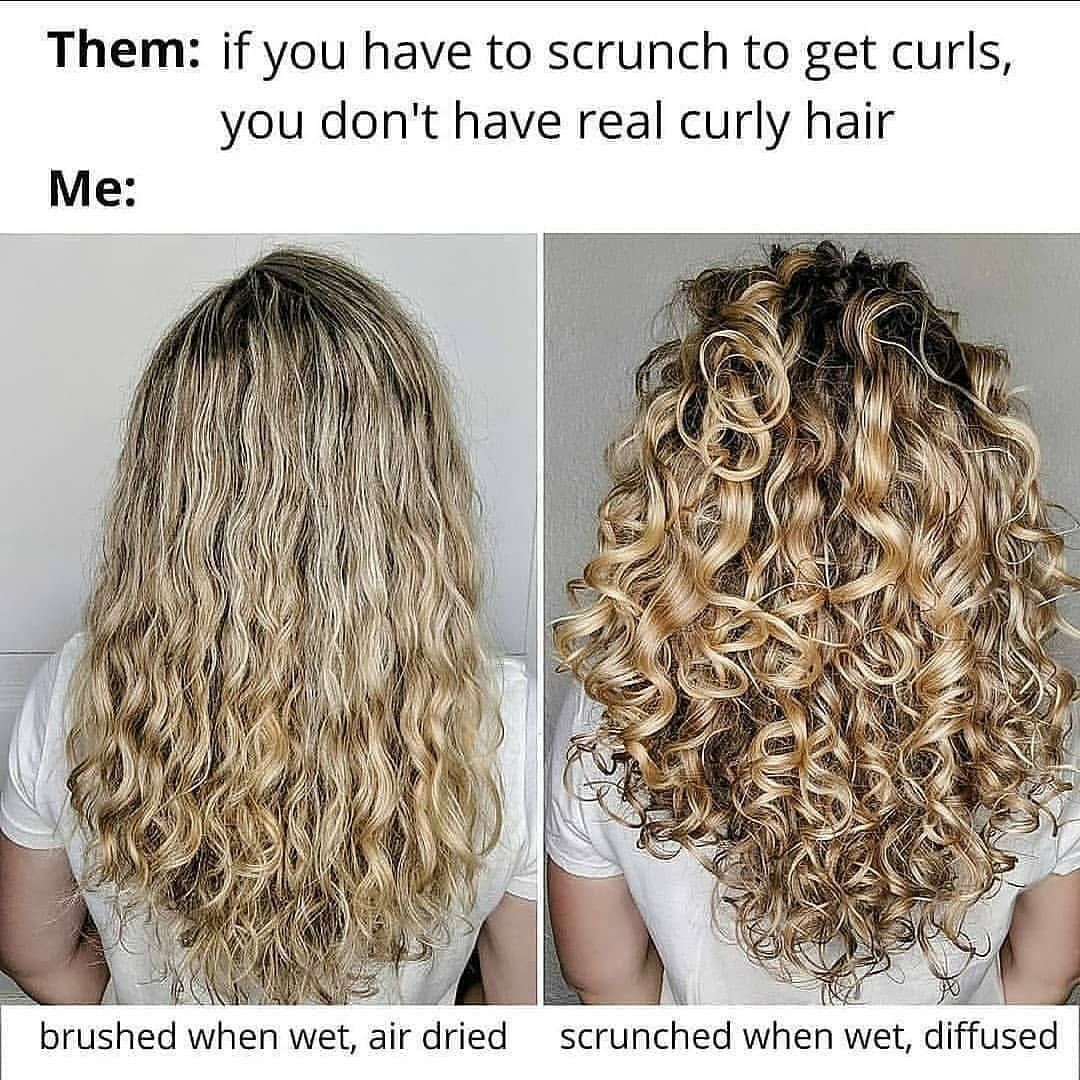 Them: if you have to scrunch to get curls,
you don't have real curly hair
Me:
brushed when wet, air dried
scrunched when wet, diffused